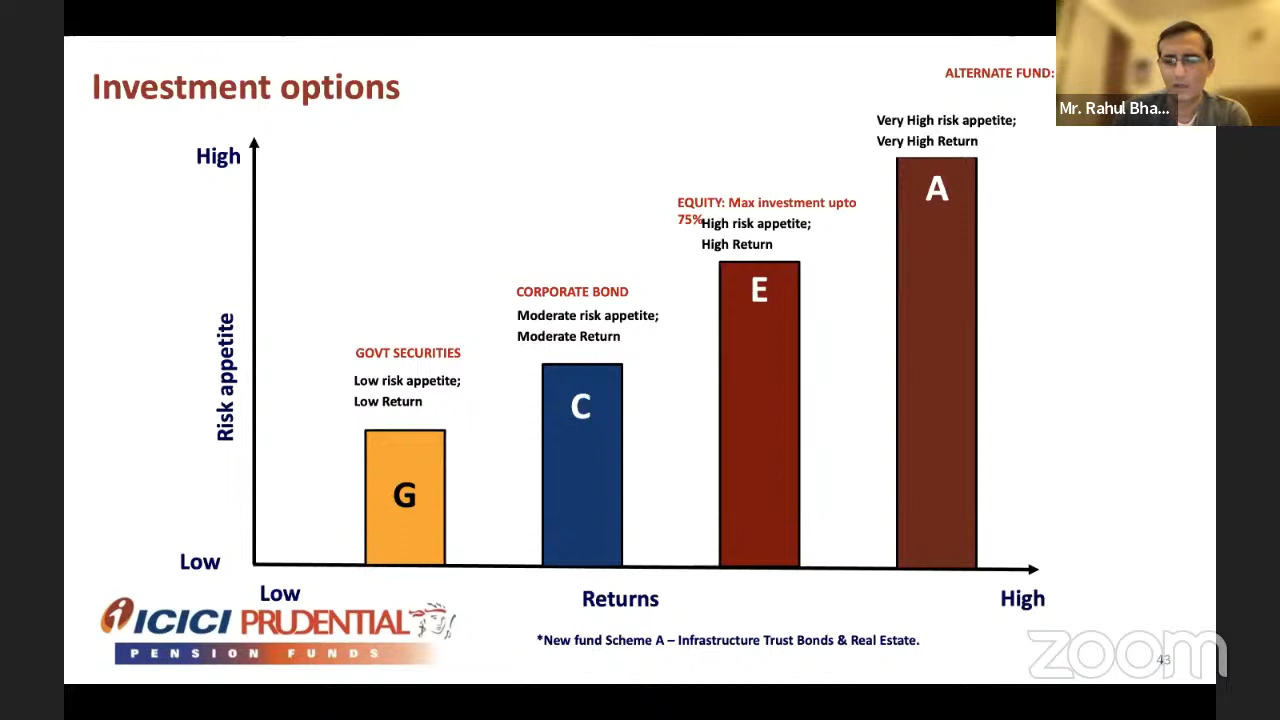 Investment options
ALTERNATE FUND:
Mr. Rahul Bha...
Very High risk appetite;
Very High Return
High
A
EQUITY: Max investment upto
75%
High risk appetite;
High Return
E
CORPORATE BOND
Moderate risk appetite;
Moderate Return
C
GOVT SECURITIES
Low risk appetite;
Low Return
G
Risk appetite
Low
Low
Returns
High
ICICI PRUDENTIAL
PENSION FUNDS
*New fund Scheme A – Infrastructure Trust Bonds & Real Estate.
zoom
43